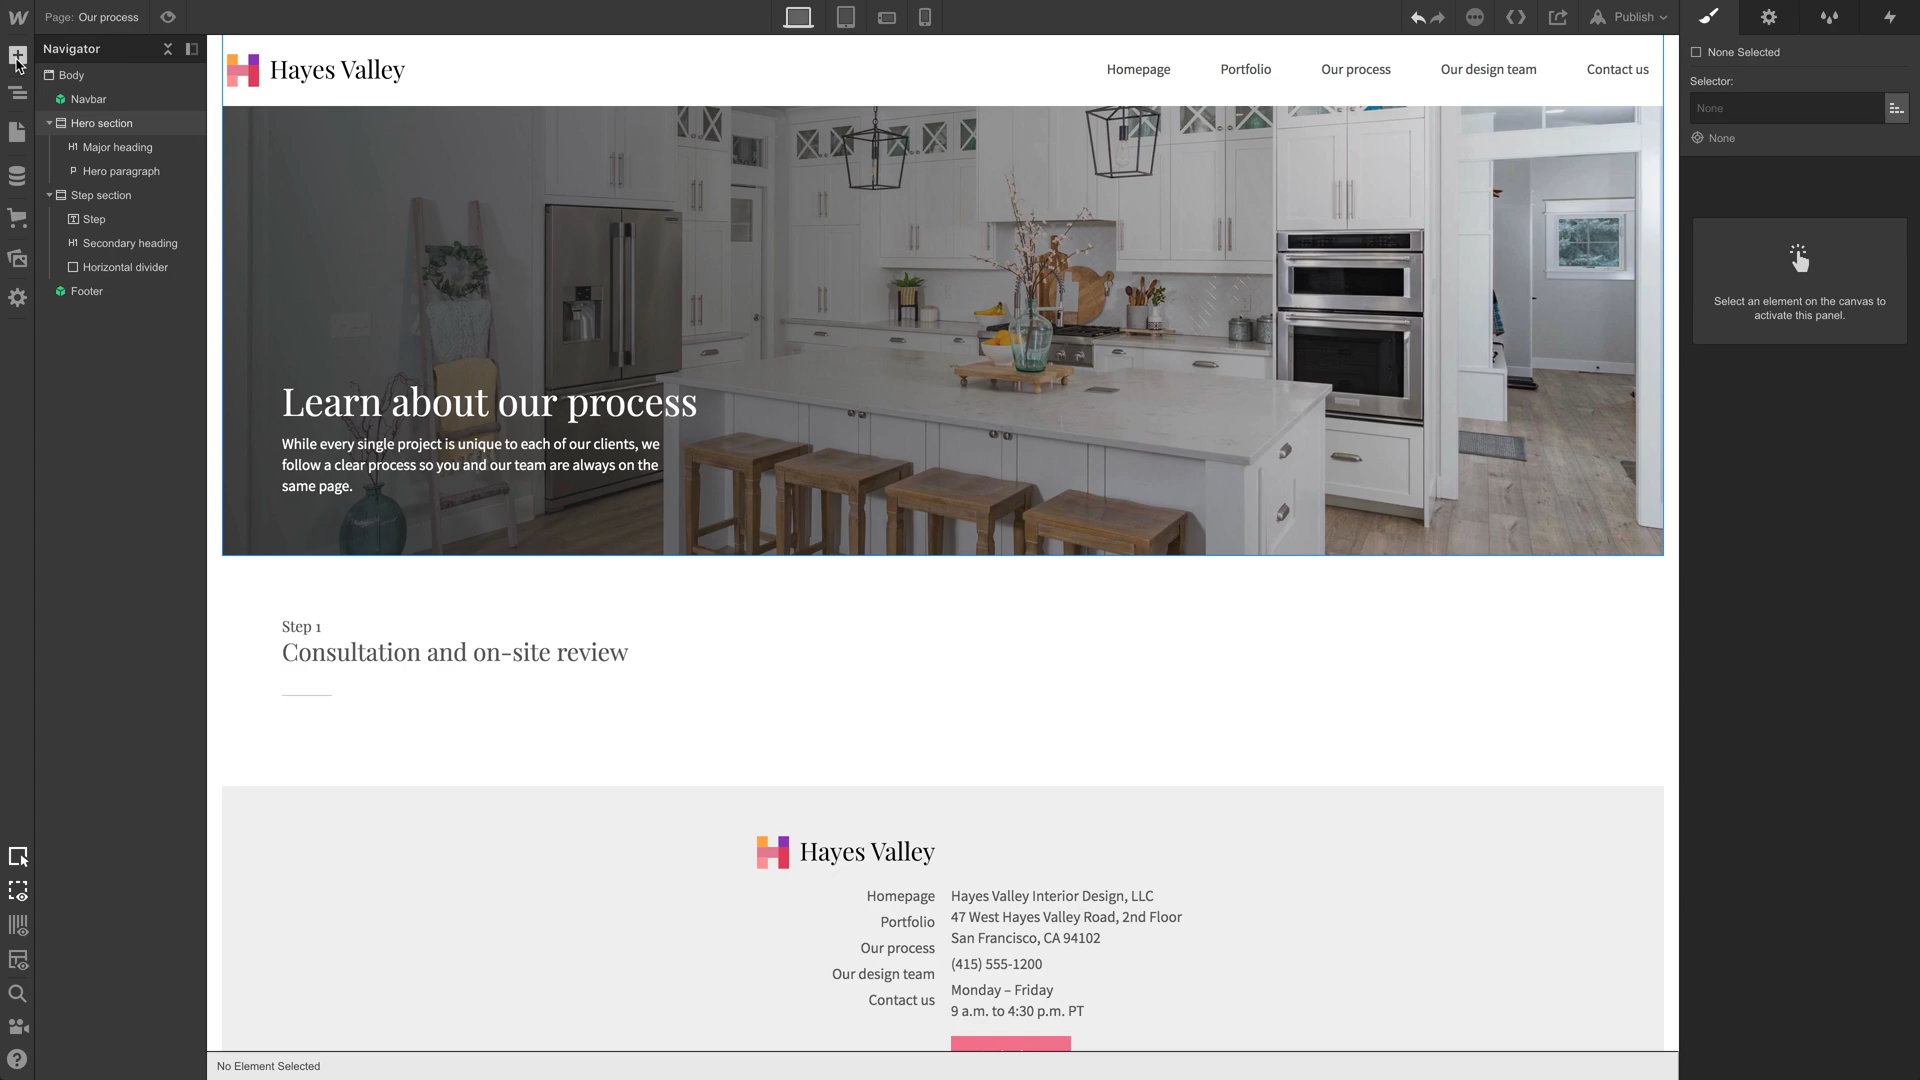 Page: Our process
Publish
Navigator
Body
Navbar
Hero section
H1 Major heading
P Hero paragraph
Step section
T Step
H1 Secondary heading
Horizontal divider
Footer
Hayes Valley
Homepage
Portfolio
Our process
Our design team
Contact us
Learn about our process
While every single project is unique to each of our clients, we
follow a clear process so you and our team are always on the
same page.
Step 1
Consultation and on-site review
Hayes Valley
Homepage
Portfolio
Our process
Our design team
Contact us
Hayes Valley Interior Design, LLC
47 West Hayes Valley Road, 2nd Floor
San Francisco, CA 94102
(415) 555-1200
Monday – Friday
9 a.m. to 4:30 p.m. PT
No Element Selected
None Selected
Selector:
None
None
Select an element on the canvas to
activate this panel.